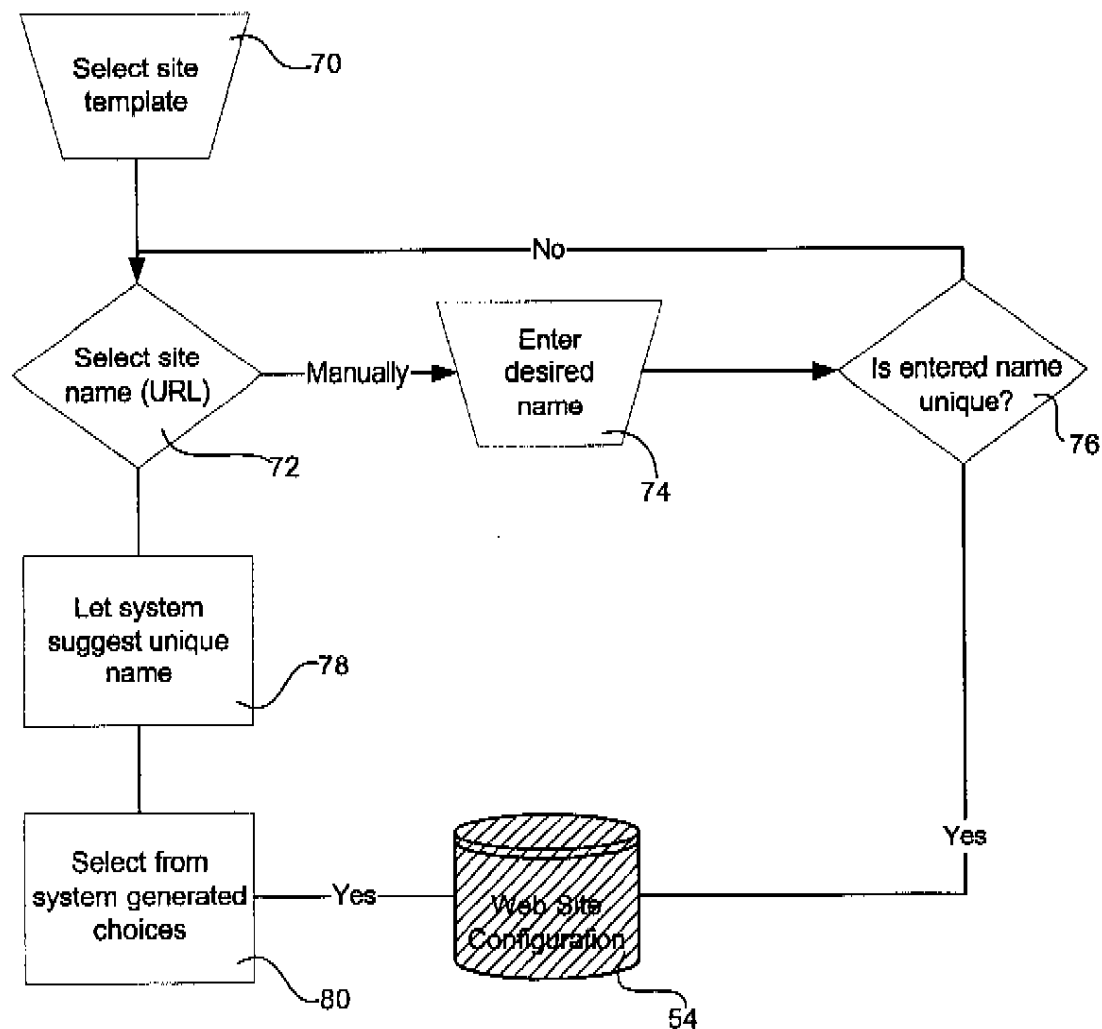 Select site
template
70
No
Select site
name (URL)
72
Manually
Enter
desired
name
74
Is entered name
unique?
76
Let system
suggest unique
name
78
Select from
system generated
choices
80
Yes
Web Site
Configuration
54
Yes